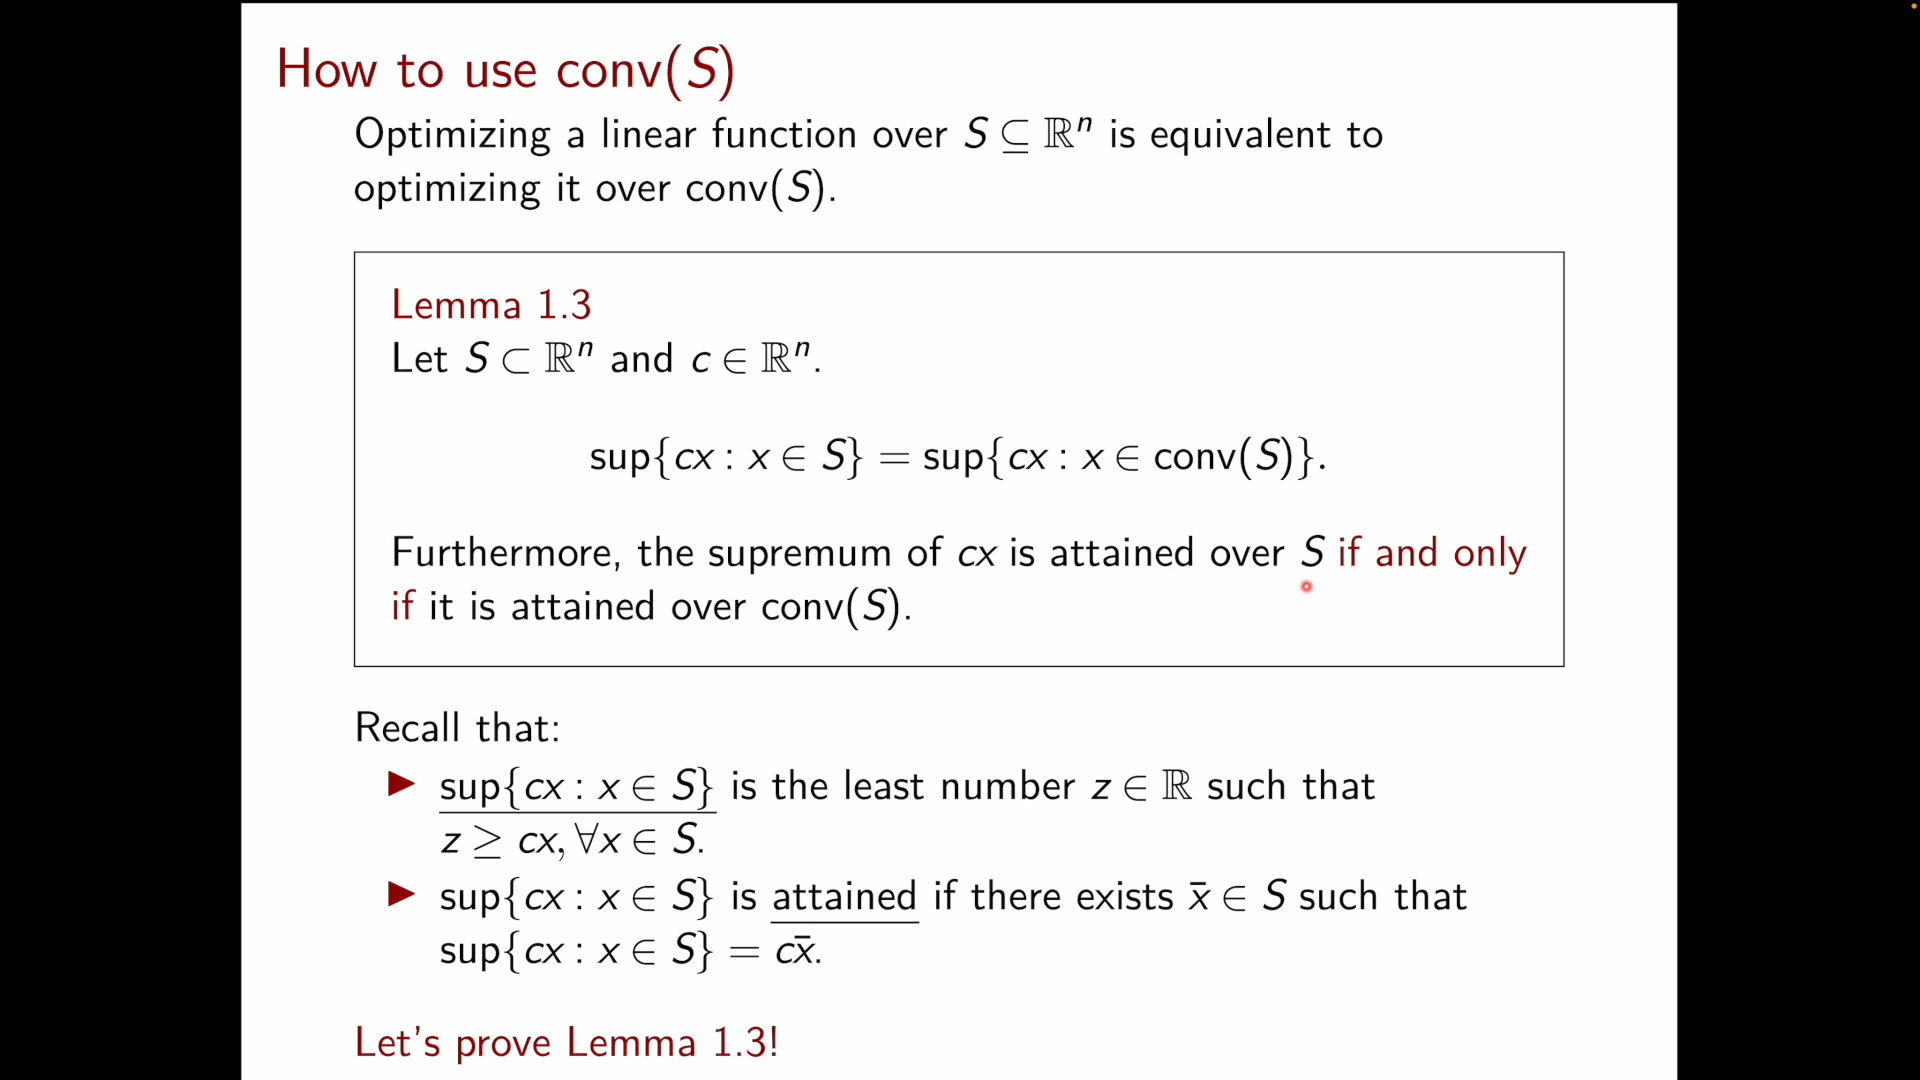 How to use conv(S)
Optimizing a linear function over S ⊆ ℝⁿ is equivalent to
optimizing it over conv(S).
Lemma 1.3
Let S ⊂ ℝⁿ and c ∈ ℝⁿ.
sup{cx : x ∈ S} = sup{cx : x ∈ conv(S)}.
Furthermore, the supremum of cx is attained over S if and only
if it is attained over conv(S).
Recall that:
▶ sup{cx : x ∈ S} is the least number z ∈ ℝ such that
z ≥ cx, ∀x ∈ S.
▶ sup{cx : x ∈ S} is attained if there exists x̄ ∈ S such that
sup{cx : x ∈ S} = cx̄.
Let's prove Lemma 1.3!